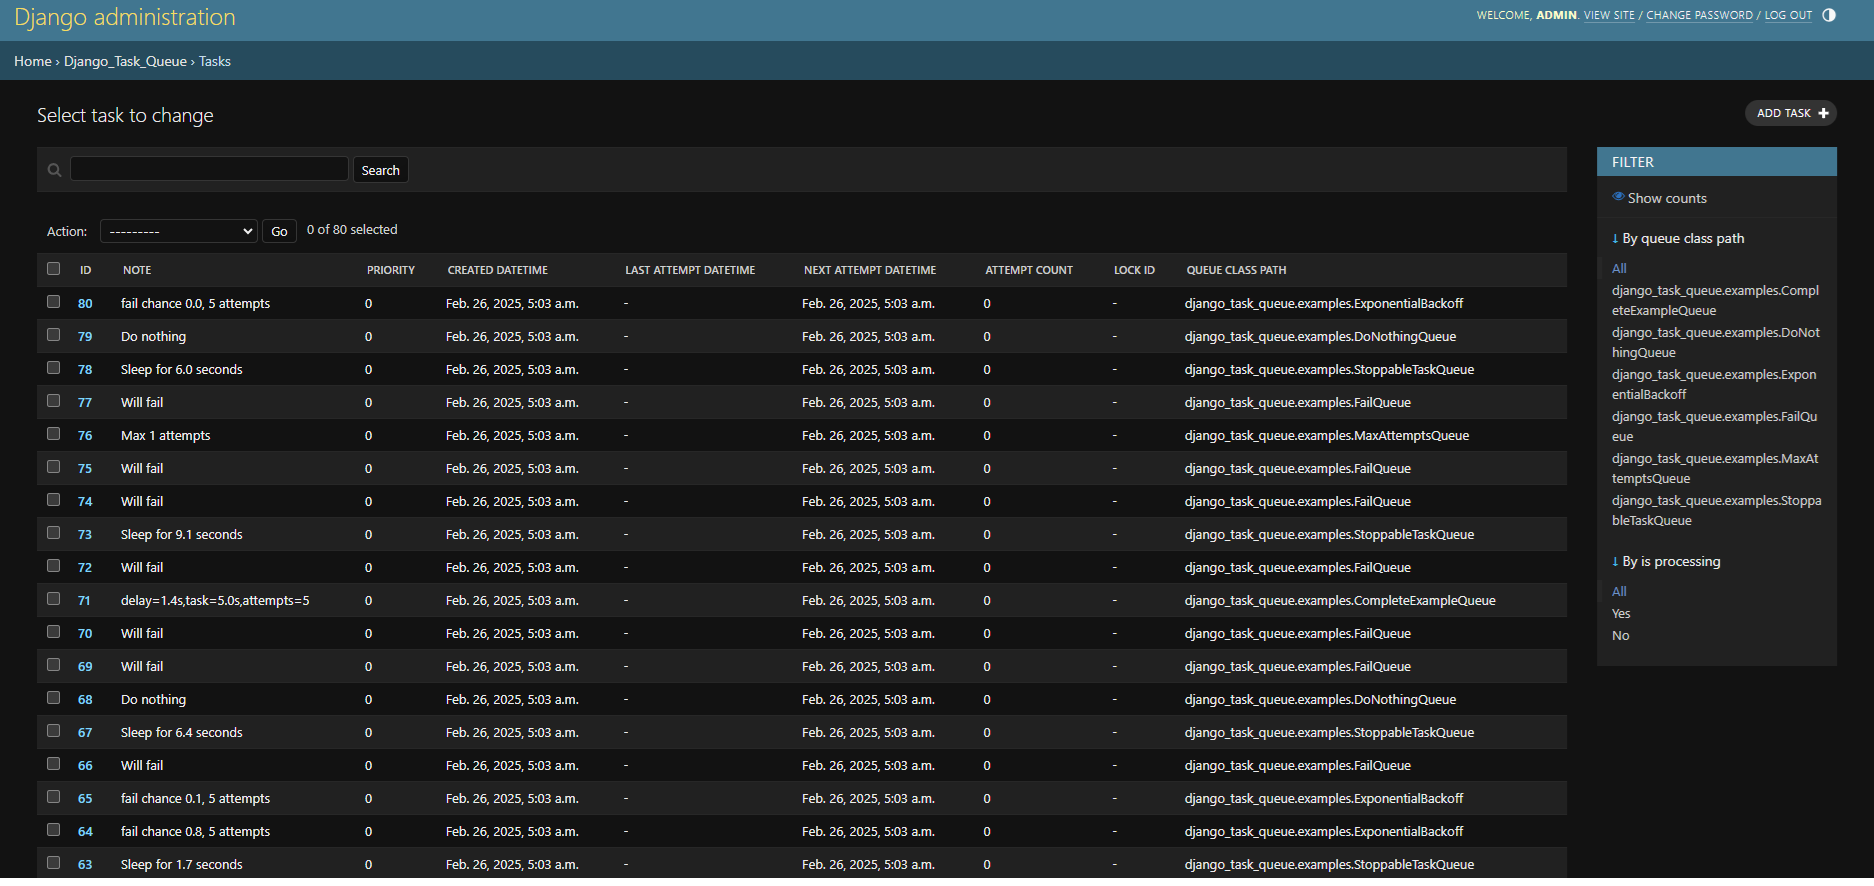 Django administration
WELCOME, ADMIN. VIEW SITE / CHANGE PASSWORD / LOG OUT
Home › Django_Task_Queue › Tasks
Select task to change
ADD TASK
Search
Action: --------- Go 0 of 80 selected
ID NOTE PRIORITY CREATED DATETIME LAST ATTEMPT DATETIME NEXT ATTEMPT DATETIME ATTEMPT COUNT LOCK ID QUEUE CLASS PATH
80 fail chance 0.0, 5 attempts 0 Feb. 26, 2025, 5:03 a.m. - Feb. 26, 2025, 5:03 a.m. 0 - django_task_queue.examples.ExponentialBackoff
79 Do nothing 0 Feb. 26, 2025, 5:03 a.m. - Feb. 26, 2025, 5:03 a.m. 0 - django_task_queue.examples.DoNothingQueue
78 Sleep for 6.0 seconds 0 Feb. 26, 2025, 5:03 a.m. - Feb. 26, 2025, 5:03 a.m. 0 - django_task_queue.examples.StoppableTaskQueue
77 Will fail 0 Feb. 26, 2025, 5:03 a.m. - Feb. 26, 2025, 5:03 a.m. 0 - django_task_queue.examples.FailQueue
76 Max 1 attempts 0 Feb. 26, 2025, 5:03 a.m. - Feb. 26, 2025, 5:03 a.m. 0 - django_task_queue.examples.MaxAttemptsQueue
75 Will fail 0 Feb. 26, 2025, 5:03 a.m. - Feb. 26, 2025, 5:03 a.m. 0 - django_task_queue.examples.FailQueue
74 Will fail 0 Feb. 26, 2025, 5:03 a.m. - Feb. 26, 2025, 5:03 a.m. 0 - django_task_queue.examples.FailQueue
73 Sleep for 9.1 seconds 0 Feb. 26, 2025, 5:03 a.m. - Feb. 26, 2025, 5:03 a.m. 0 - django_task_queue.examples.StoppableTaskQueue
72 Will fail 0 Feb. 26, 2025, 5:03 a.m. - Feb. 26, 2025, 5:03 a.m. 0 - django_task_queue.examples.FailQueue
71 delay=1.4s,task=5.0s,attempts=5 0 Feb. 26, 2025, 5:03 a.m. - Feb. 26, 2025, 5:03 a.m. 0 - django_task_queue.examples.CompleteExampleQueue
70 Will fail 0 Feb. 26, 2025, 5:03 a.m. - Feb. 26, 2025, 5:03 a.m. 0 - django_task_queue.examples.FailQueue
69 Will fail 0 Feb. 26, 2025, 5:03 a.m. - Feb. 26, 2025, 5:03 a.m. 0 - django_task_queue.examples.FailQueue
68 Do nothing 0 Feb. 26, 2025, 5:03 a.m. - Feb. 26, 2025, 5:03 a.m. 0 - django_task_queue.examples.DoNothingQueue
67 Sleep for 6.4 seconds 0 Feb. 26, 2025, 5:03 a.m. - Feb. 26, 2025, 5:03 a.m. 0 - django_task_queue.examples.StoppableTaskQueue
66 Will fail 0 Feb. 26, 2025, 5:03 a.m. - Feb. 26, 2025, 5:03 a.m. 0 - django_task_queue.examples.FailQueue
65 fail chance 0.1, 5 attempts 0 Feb. 26, 2025, 5:03 a.m. - Feb. 26, 2025, 5:03 a.m. 0 - django_task_queue.examples.ExponentialBackoff
64 fail chance 0.8, 5 attempts 0 Feb. 26, 2025, 5:03 a.m. - Feb. 26, 2025, 5:03 a.m. 0 - django_task_queue.examples.ExponentialBackoff
63 Sleep for 1.7 seconds 0 Feb. 26, 2025, 5:03 a.m. - Feb. 26, 2025, 5:03 a.m. 0 - django_task_queue.examples.StoppableTaskQueue
FILTER
Show counts
↓ By queue class path
All
django_task_queue.examples.Compl
eteExampleQueue
django_task_queue.examples.DoNot
hingQueue
django_task_queue.examples.Expon
entialBackoff
django_task_queue.examples.FailQu
eue
django_task_queue.examples.MaxAt
temptsQueue
django_task_queue.examples.Stoppa
bleTaskQueue
↓ By is processing
All
Yes
No